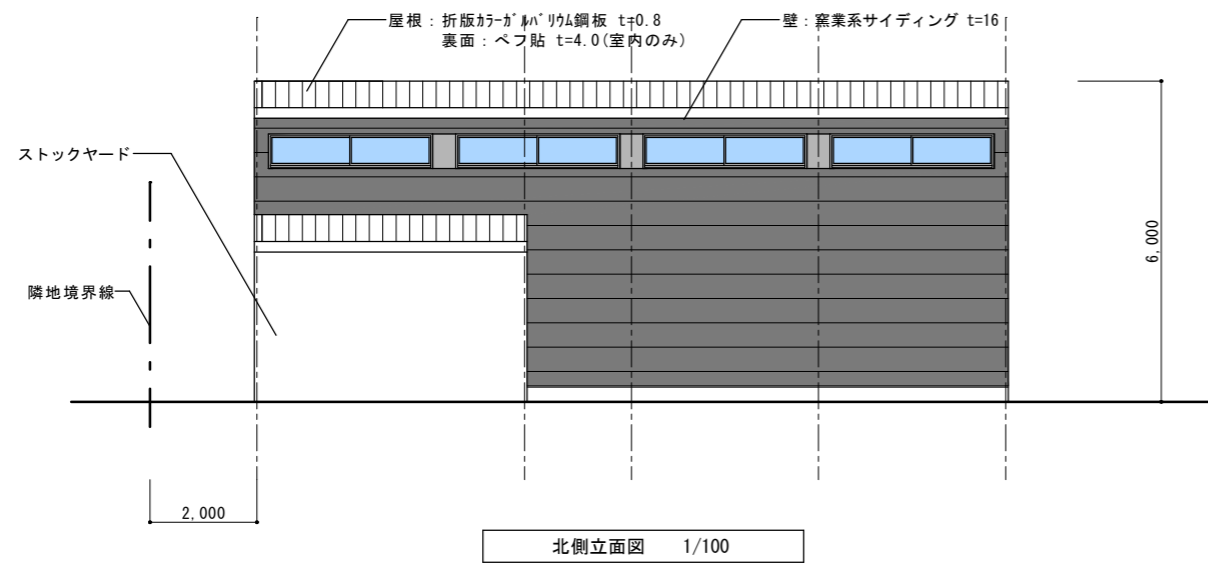 屋根：折版ｶﾗｰｶﾞﾙﾊﾞﾘｳﾑ鋼板 t=0.8
裏面：ペフ貼 t=4.0(室内のみ)
壁：窯業系サイディング t=16
ストックヤード
隣地境界線
6,000
2,000
北側立面図　1/100